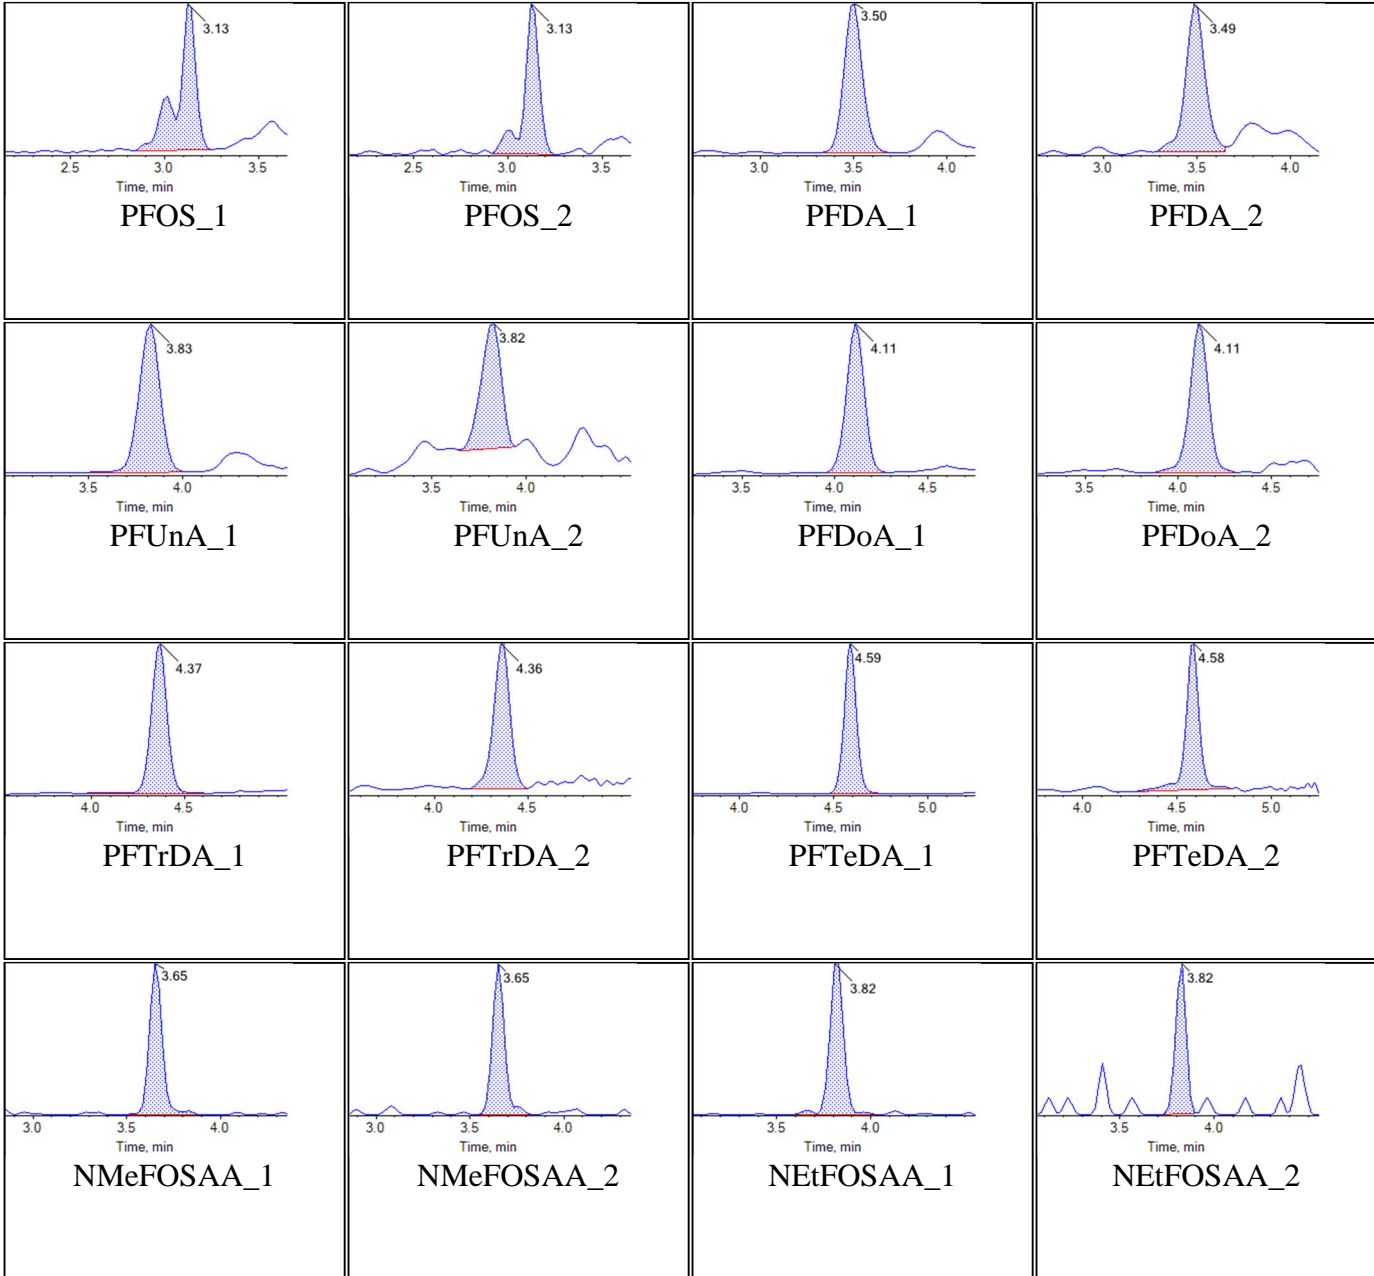 3.13
2.5 3.0 3.5
Time, min
PFOS_1
3.13
3.0 3.5
Time, min
PFOS_2
3.50
3.0 3.5 4.0
Time, min
PFDA_1
3.49
3.0 3.5 4.0
Time, min
PFDA_2
3.83
3.5 4.0
Time, min
PFUnA_1
3.82
3.5 4.0
Time, min
PFUnA_2
4.11
3.5 4.0 4.5
Time, min
PFDoA_1
4.11
3.5 4.0 4.5
Time, min
PFDoA_2
4.37
4.0 4.5
Time, min
PFTrDA_1
4.36
4.0 4.5
Time, min
PFTrDA_2
4.59
4.0 4.5 5.0
Time, min
PFTeDA_1
4.58
4.0 4.5 5.0
Time, min
PFTeDA_2
3.65
3.0 3.5 4.0
Time, min
NMeFOSAA_1
3.65
3.0 3.5 4.0
Time, min
NMeFOSAA_2
3.82
3.5 4.0
Time, min
NEtFOSAA_1
3.82
3.5 4.0
Time, min
NEtFOSAA_2